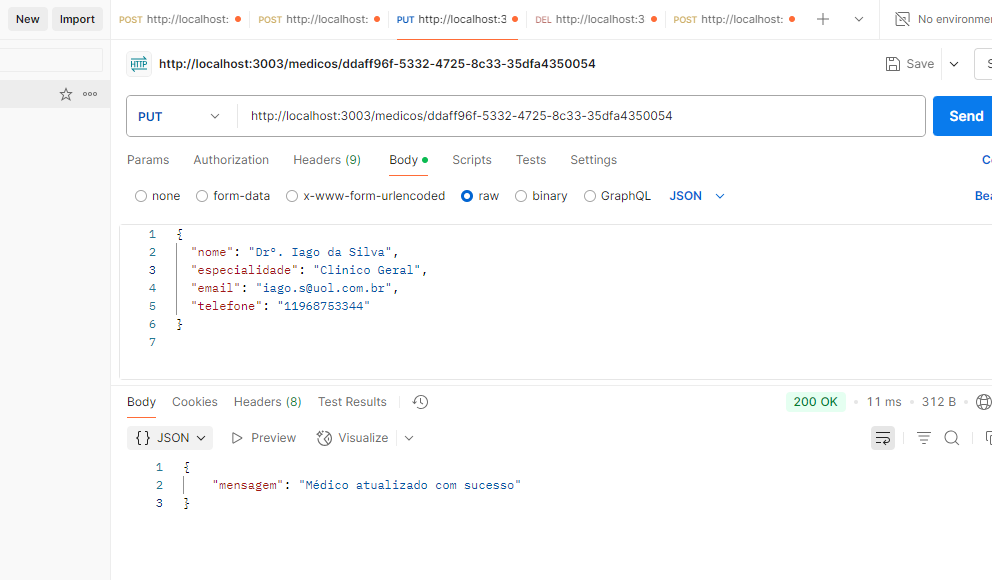 New Import POST http://localhost: POST http://localhost: PUT http://localhost:3 DEL http://localhost:3 POST http://localhost: No environme
HTTP http://localhost:3003/medicos/ddaff96f-5332-4725-8c33-35dfa4350054 Save S
PUT http://localhost:3003/medicos/ddaff96f-5332-4725-8c33-35dfa4350054 Send
Params Authorization Headers (9) Body Scripts Tests Settings Co
none form-data x-www-form-urlencoded raw binary GraphQL JSON Bea
1 {
2 "nome": "Drº. Iago da Silva",
3 "especialidade": "Clinico Geral",
4 "email": "iago.s@uol.com.br",
5 "telefone": "11968753344"
6 }
7
Body Cookies Headers (8) Test Results 200 OK 11 ms 312 B
{} JSON Preview Visualize
1 {
2 "mensagem": "Médico atualizado com sucesso"
3 }